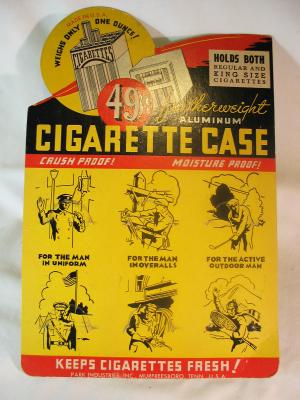 MADE IN U.S.A.
WEIGHS ONLY ONE OUNCE!
CIGARETTES
HOLDS BOTH
REGULAR AND
KING SIZE
CIGARETTES
49¢
Featherweight
ALUMINUM
CIGARETTE CASE
CRUSH PROOF! MOISTURE PROOF!
FOR THE MAN
IN UNIFORM
FOR THE MAN
IN OVERALLS
FOR THE ACTIVE
OUTDOOR MAN
KEEPS CIGARETTES FRESH!
PARK INDUSTRIES, INC., MURFREESBORO, TENN., U.S.A.